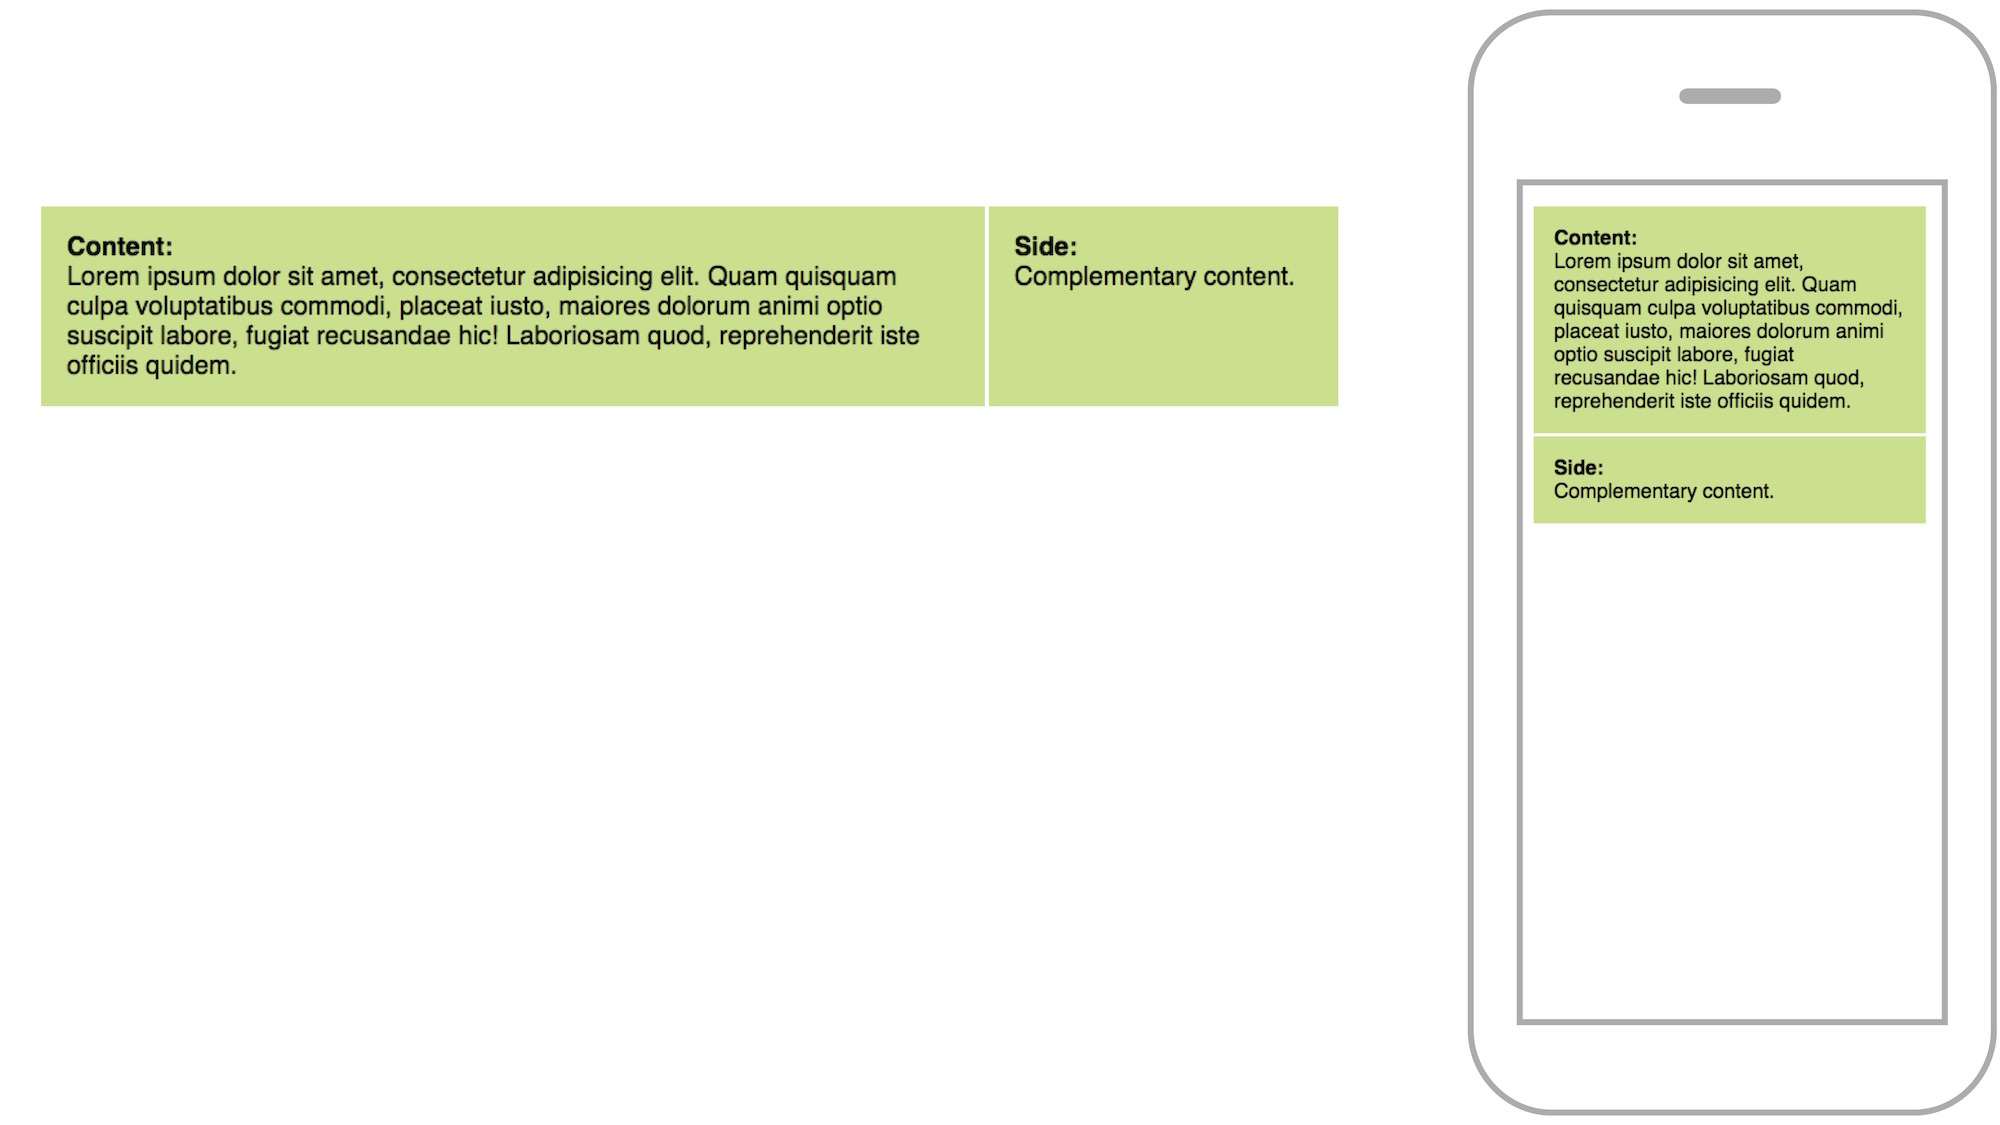 Content:
Lorem ipsum dolor sit amet, consectetur adipisicing elit. Quam quisquam
culpa voluptatibus commodi, placeat iusto, maiores dolorum animi optio
suscipit labore, fugiat recusandae hic! Laboriosam quod, reprehenderit iste
officiis quidem.
Side:
Complementary content.
Content:
Lorem ipsum dolor sit amet,
consectetur adipisicing elit. Quam
quisquam culpa voluptatibus commodi,
placeat iusto, maiores dolorum animi
optio suscipit labore, fugiat
recusandae hic! Laboriosam quod,
reprehenderit iste officiis quidem.
Side:
Complementary content.